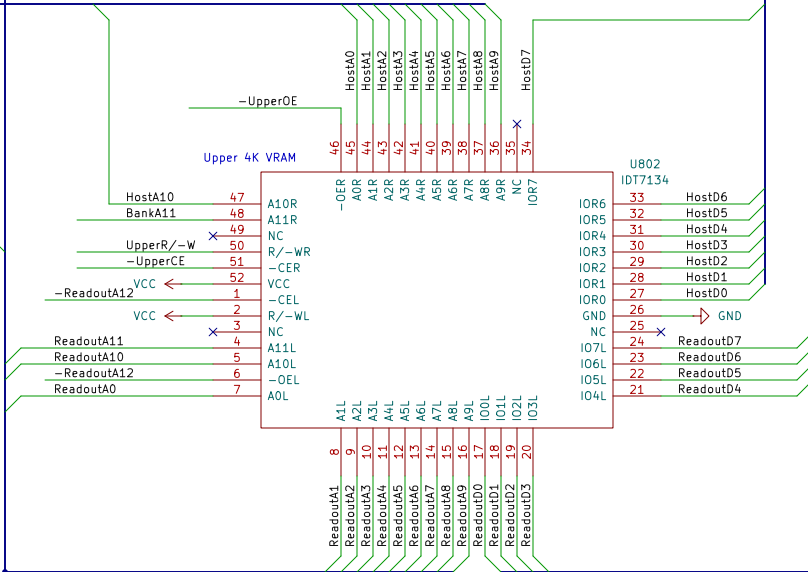 HostA0
HostA1
HostA2
HostA3
HostA4
HostA5
HostA6
HostA7
HostA8
HostA9
HostD7
-UpperOE
46
45
44
43
42
41
40
39
38
37
36
35
34
Upper 4K VRAM
U802
IDT7134
-OER
A0R
A1R
A2R
A3R
A4R
A5R
A6R
A7R
A8R
A9R
NC
IOR7
HostA10 47 A10R
BankA11 48 A11R
49 NC
UpperR/-W 50 R/-WR
-UpperCE 51 -CER
VCC 52 VCC
-ReadoutA12 1 -CEL
VCC 2 R/-WL
3 NC
ReadoutA11 4 A11L
ReadoutA10 5 A10L
-ReadoutA12 6 -OEL
ReadoutA0 7 A0L
IOR6 33 HostD6
IOR5 32 HostD5
IOR4 31 HostD4
IOR3 30 HostD3
IOR2 29 HostD2
IOR1 28 HostD1
IOR0 27 HostD0
GND 26 GND
NC 25
IO7L 24 ReadoutD7
IO6L 23 ReadoutD6
IO5L 22 ReadoutD5
IO4L 21 ReadoutD4
A1L
A2L
A3L
A4L
A5L
A6L
A7L
A8L
A9L
IO0L
IO1L
IO2L
IO3L
8
9
10
11
12
13
14
15
16
17
18
19
20
ReadoutA1
ReadoutA2
ReadoutA3
ReadoutA4
ReadoutA5
ReadoutA6
ReadoutA7
ReadoutA8
ReadoutA9
ReadoutD0
ReadoutD1
ReadoutD2
ReadoutD3